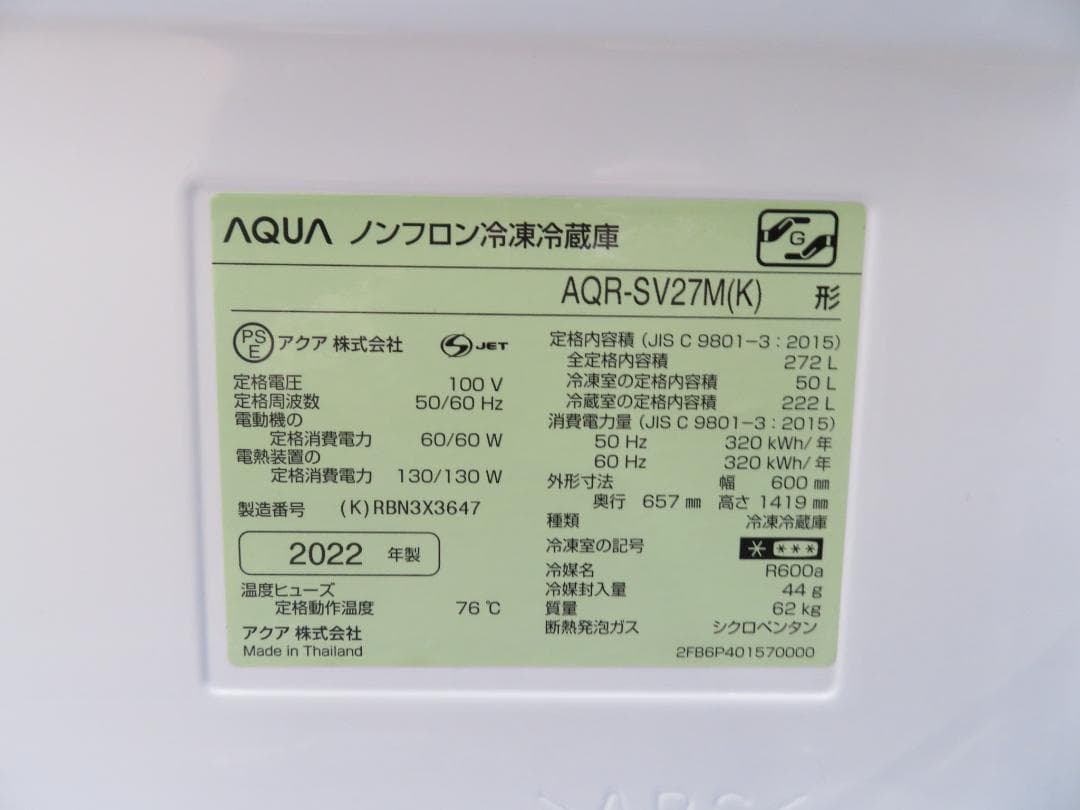 AQUA ノンフロン冷凍冷蔵庫
G
AQR-SV27M(K) 形
PSE アクア 株式会社 S JET
定格電圧 100 V
定格周波数 50/60 Hz
電動機の
定格消費電力 60/60 W
電熱装置の
定格消費電力 130/130 W
製造番号 (K)RBN3X3647
2022 年製
温度ヒューズ
定格動作温度 76 ℃
アクア 株式会社
Made in Thailand
定格内容積 (JIS C 9801-3:2015)
全定格内容積 272 L
冷凍室の定格内容積 50 L
冷蔵室の定格内容積 222 L
消費電力量 (JIS C 9801-3:2015)
50 Hz 320 kWh/年
60 Hz 320 kWh/年
外形寸法 幅 600 mm
奥行 657 mm 高さ 1419 mm
種類 冷凍冷蔵庫
冷凍室の記号 * ***
冷媒名 R600a
冷媒封入量 44 g
質量 62 kg
断熱発泡ガス シクロペンタン
2FB6P401570000